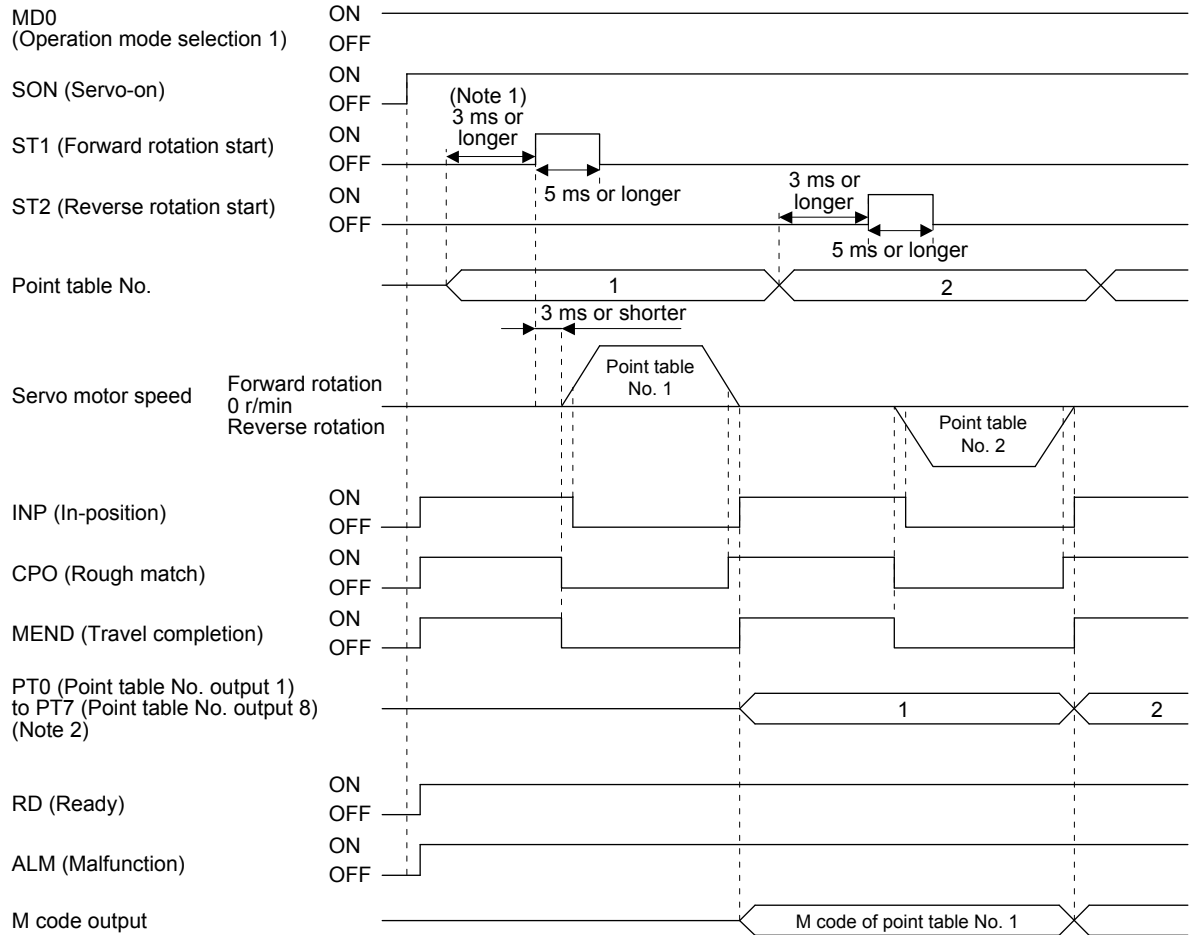 MD0
(Operation mode selection 1)
ON
OFF
SON (Servo-on)
ON
OFF
(Note 1)
3 ms or
longer
ST1 (Forward rotation start)
ON
OFF
5 ms or longer
ST2 (Reverse rotation start)
ON
OFF
3 ms or
longer
5 ms or longer
Point table No.
1
2
3 ms or shorter
Servo motor speed
Forward rotation
0 r/min
Reverse rotation
Point table
No. 1
Point table
No. 2
INP (In-position)
ON
OFF
CPO (Rough match)
ON
OFF
MEND (Travel completion)
ON
OFF
PT0 (Point table No. output 1)
to PT7 (Point table No. output 8)
(Note 2)
1
2
RD (Ready)
ON
OFF
ALM (Malfunction)
ON
OFF
M code output
M code of point table No. 1